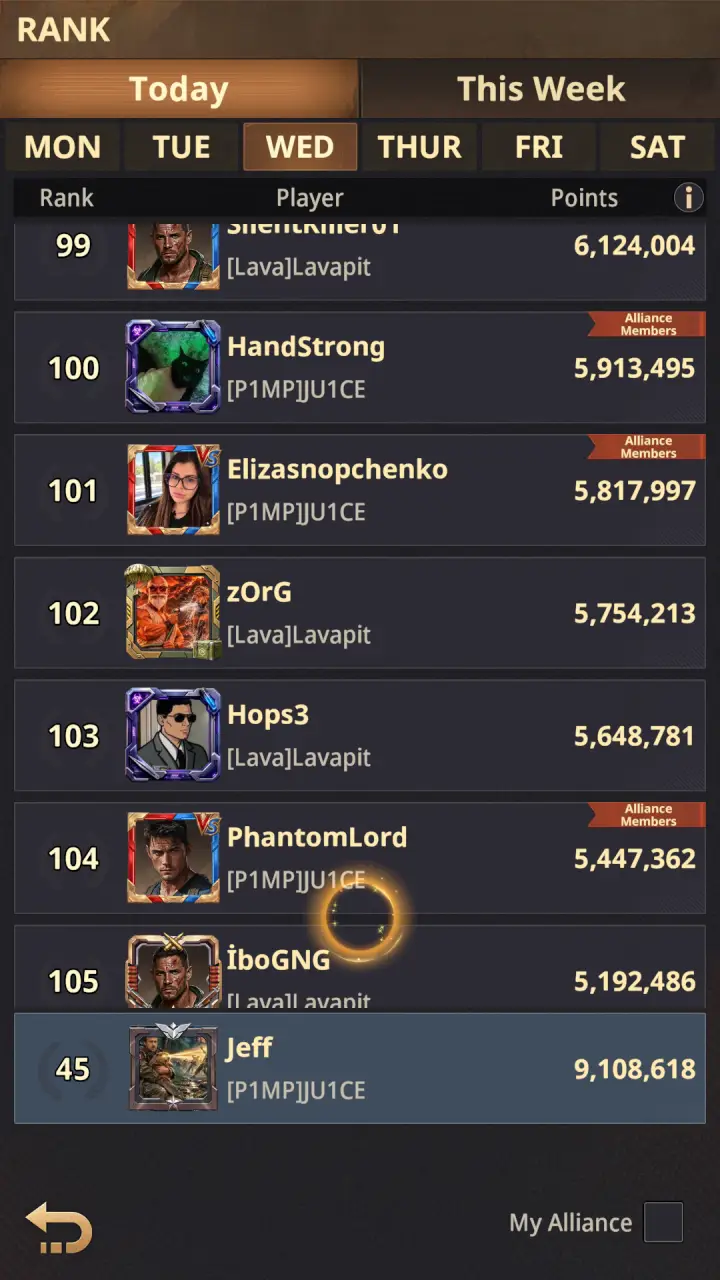 RANK
Today
This Week
MON
TUE
WED
THUR
FRI
SAT
Rank
Player
Points
99
SilentKiller01
[Lava]Lavapit
6,124,004
Alliance
Members
100
HandStrong
[P1MP]JU1CE
5,913,495
Alliance
Members
101
Elizasnopchenko
[P1MP]JU1CE
5,817,997
102
zOrG
[Lava]Lavapit
5,754,213
103
Hops3
[Lava]Lavapit
5,648,781
Alliance
Members
104
PhantomLord
[P1MP]JU1CE
5,447,362
105
İboGNG
[Lava]Lavapit
5,192,486
45
Jeff
[P1MP]JU1CE
9,108,618
My Alliance